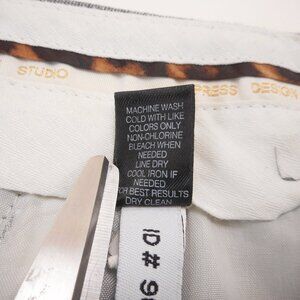 STUDIO
PRESS DESIGN
MACHINE WASH
COLD WITH LIKE
COLORS ONLY
NON-CHLORINE
BLEACH WHEN
NEEDED
LINE DRY
COOL IRON IF
NEEDED
FOR BEST RESULTS
DRY CLEAN
ID# 9